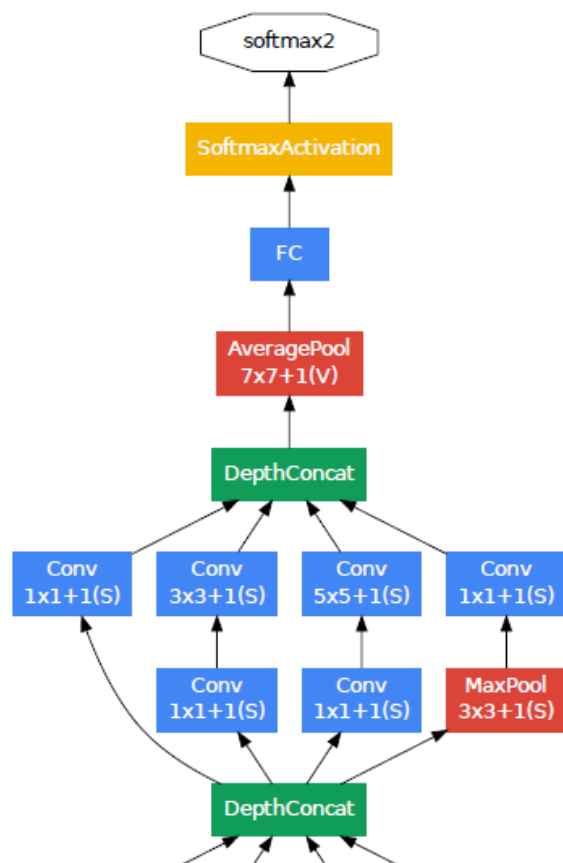 softmax2
SoftmaxActivation
FC
AveragePool
7x7+1(V)
DepthConcat
Conv
1x1+1(S)
Conv
3x3+1(S)
Conv
5x5+1(S)
Conv
1x1+1(S)
Conv
1x1+1(S)
Conv
1x1+1(S)
MaxPool
3x3+1(S)
DepthConcat